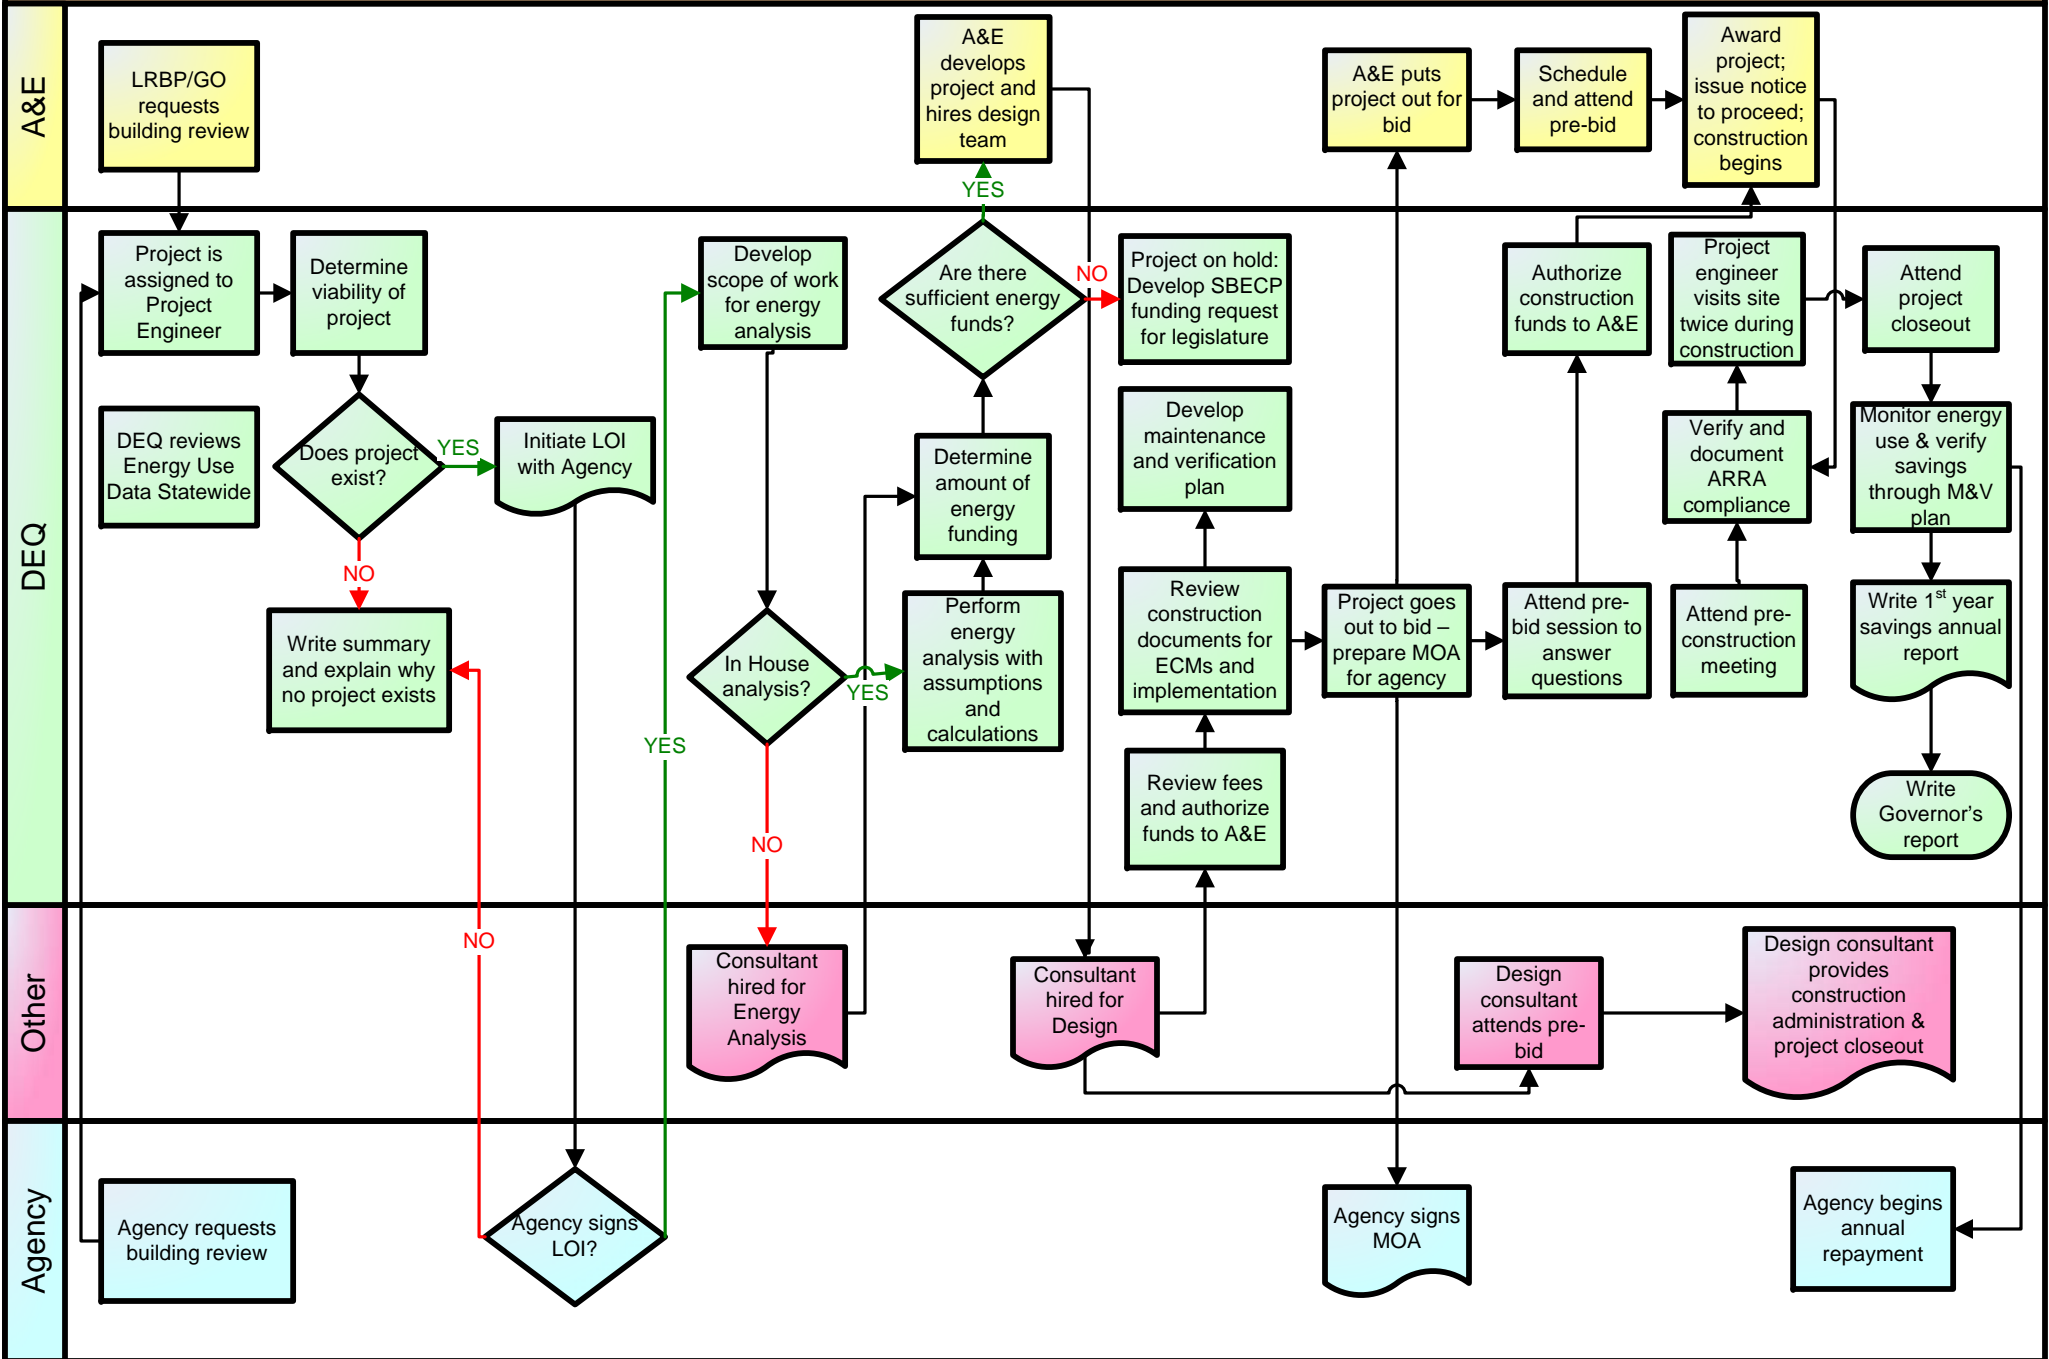 A&E
LRBP/GO
requests
building review
A&E
develops
project and
hires design
team
A&E puts
project out for
bid
Schedule
and attend
pre-bid
Award
project;
issue notice
to proceed;
construction
begins
YES
DEQ
Project is
assigned to
Project
Engineer
Determine
viability of
project
DEQ reviews
Energy Use
Data Statewide
Does project
exist?
YES
NO
Initiate LOI
with Agency
Write summary
and explain why
no project exists
NO
YES
Develop
scope of work
for energy
analysis
In House
analysis?
YES
NO
Are there
sufficient energy
funds?
NO
Determine
amount of
energy
funding
Perform
energy
analysis with
assumptions
and
calculations
Project on hold:
Develop SBECP
funding request
for legislature
Develop
maintenance
and verification
plan
Review
construction
documents for
ECMs and
implementation
Review fees
and authorize
funds to A&E
Project goes
out to bid –
prepare MOA
for agency
Authorize
construction
funds to A&E
Attend pre-
bid session to
answer
questions
Project
engineer
visits site
twice during
construction
Verify and
document
ARRA
compliance
Attend pre-
construction
meeting
Attend
project
closeout
Monitor energy
use & verify
savings
through M&V
plan
Write 1st year
savings annual
report
Write
Governor's
report
Other
Consultant
hired for
Energy
Analysis
Consultant
hired for
Design
Design
consultant
attends pre-
bid
Design consultant
provides
construction
administration &
project closeout
Agency
Agency requests
building review
Agency signs
LOI?
Agency signs
MOA
Agency begins
annual
repayment